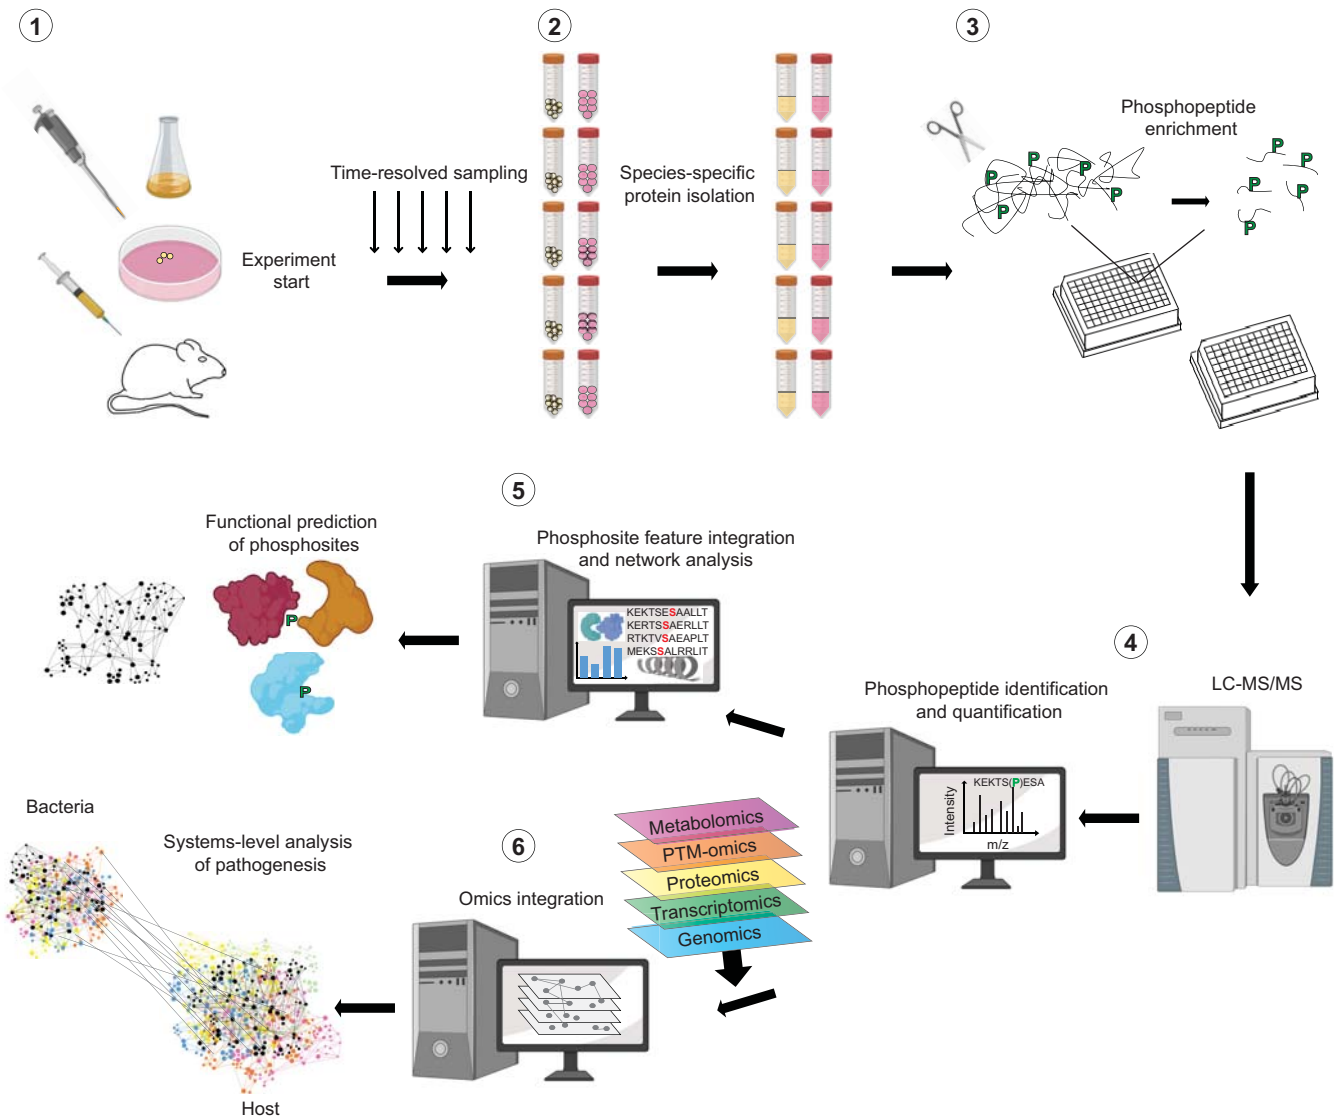 1
2
3
Time-resolved sampling
Experiment
start
Species-specific
protein isolation
Phosphopeptide
enrichment
P
P
P
P
P
P
P
P
P
P
5
Functional prediction
of phosphosites
P
P
Phosphosite feature integration
and network analysis
KEKTSESAALLT
KERTSSAERLLT
RTKTVSAEAPLT
MEKSSALRRLIT
4
LC-MS/MS
Phosphopeptide identification
and quantification
KEKTS(P)ESA
Intensity
m/z
Metabolomics
PTM-omics
Proteomics
Transcriptomics
Genomics
6
Omics integration
Bacteria
Systems-level analysis
of pathogenesis
Host